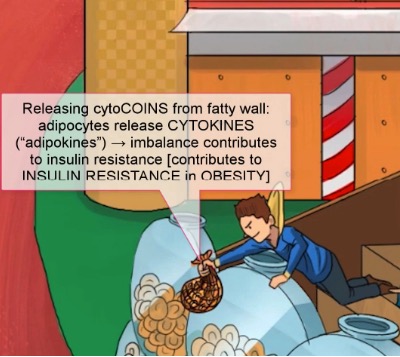 Releasing cytoCOINS from fatty wall:
adipocytes release CYTOKINES
(“adipokines”) → imbalance contributes
to insulin resistance [contributes to
INSULIN RESISTANCE in OBESITY]